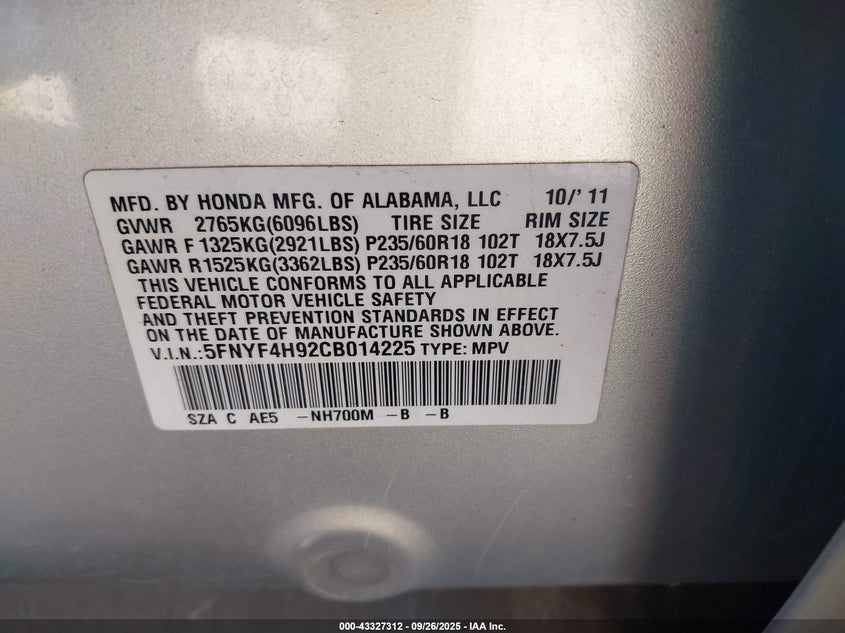 MFD. BY HONDA MFG. OF ALABAMA, LLC 10/'11
GVWR 2765KG(6096LBS) TIRE SIZE RIM SIZE
GAWR F 1325KG(2921LBS) P235/60R18 102T 18X7.5J
GAWR R1525KG(3362LBS) P235/60R18 102T 18X7.5J
THIS VEHICLE CONFORMS TO ALL APPLICABLE
FEDERAL MOTOR VEHICLE SAFETY
AND THEFT PREVENTION STANDARDS IN EFFECT
ON THE DATE OF MANUFACTURE SHOWN ABOVE.
V.I.N.:5FNYF4H92CB014225 TYPE: MPV
SZA C AE5 -NH700M -B -B
000-43327312 - 09/26/2025 - IAA Inc.